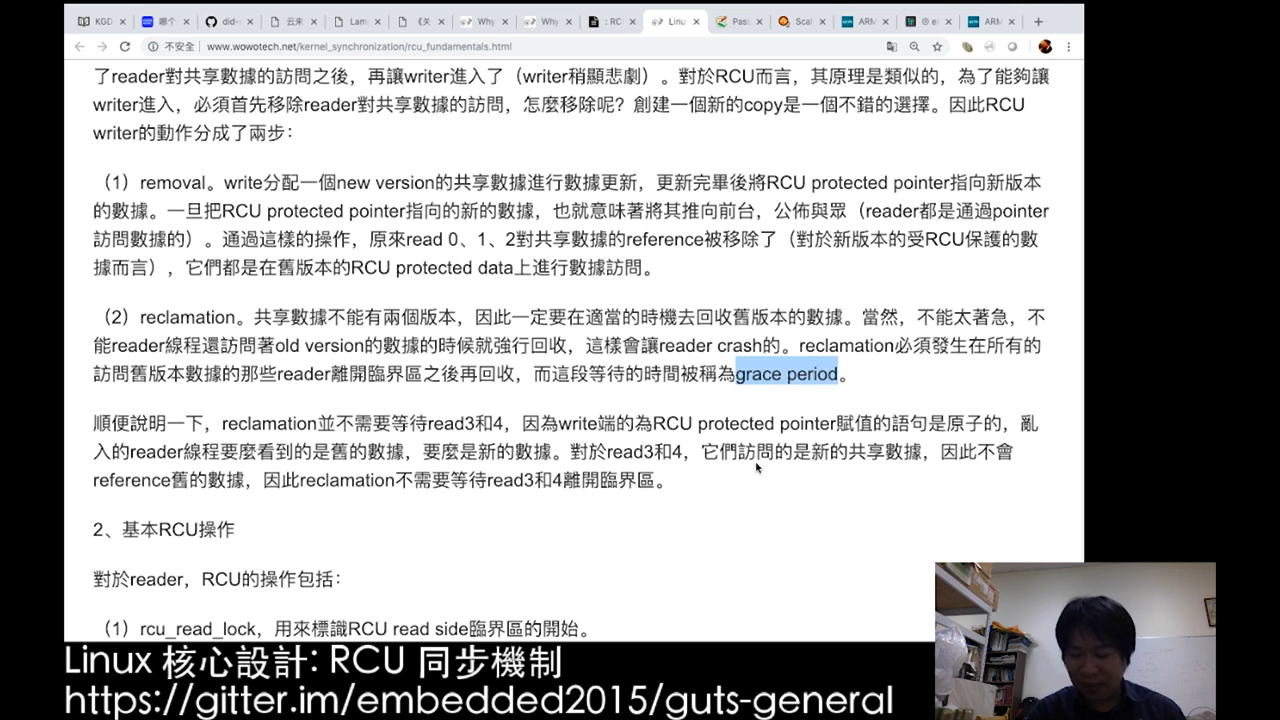 KGD
哪个
did-
云来
Lam
《关
Why
Why
: RC
Linu
Pass
Scal
ARM
er
ARM
不安全 www.wowotech.net/kernel_synchronization/rcu_fundamentals.html
了reader對共享數據的訪問之後，再讓writer進入了（writer稍顯悲劇）。對於RCU而言，其原理是類似的，為了能夠讓
writer進入，必須首先移除reader對共享數據的訪問，怎麼移除呢？創建一個新的copy是一個不錯的選擇。因此RCU
writer的動作分成了兩步：
（1）removal。write分配一個new version的共享數據進行數據更新，更新完畢後將RCU protected pointer指向新版本
的數據。一旦把RCU protected pointer指向的新的數據，也就意味著將其推向前台，公佈與眾（reader都是通過pointer
訪問數據的）。通過這樣的操作，原來read 0、1、2對共享數據的reference被移除了（對於新版本的受RCU保護的數
據而言），它們都是在舊版本的RCU protected data上進行數據訪問。
（2）reclamation。共享數據不能有兩個版本，因此一定要在適當的時機去回收舊版本的數據。當然，不能太著急，不
能reader線程還訪問著old version的數據的時候就強行回收，這樣會讓reader crash的。reclamation必須發生在所有的
訪問舊版本數據的那些reader離開臨界區之後再回收，而這段等待的時間被稱為grace period。
順便說明一下，reclamation並不需要等待read3和4，因為write端的為RCU protected pointer賦值的語句是原子的，亂
入的reader線程要麼看到的是舊的數據，要麼是新的數據。對於read3和4，它們訪問的是新的共享數據，因此不會
reference舊的數據，因此reclamation不需要等待read3和4離開臨界區。
2、基本RCU操作
對於reader，RCU的操作包括：
（1）rcu_read_lock，用來標識RCU read side臨界區的開始。
Linux 核心設計: RCU 同步機制
https://gitter.im/embedded2015/guts-general